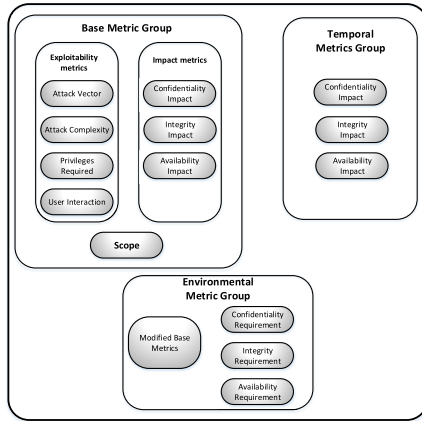 Base Metric Group
Exploitability
metrics
Attack Vector
Attack Complexity
Privileges
Required
User Interaction
Impact metrics
Confidentiality
Impact
Integrity
Impact
Availability
Impact
Scope
Temporal
Metrics Group
Confidentiality
Impact
Integrity
Impact
Availability
Impact
Environmental
Metric Group
Modified Base
Metrics
Confidentiality
Requirement
Integrity
Requirement
Availability
Requirement